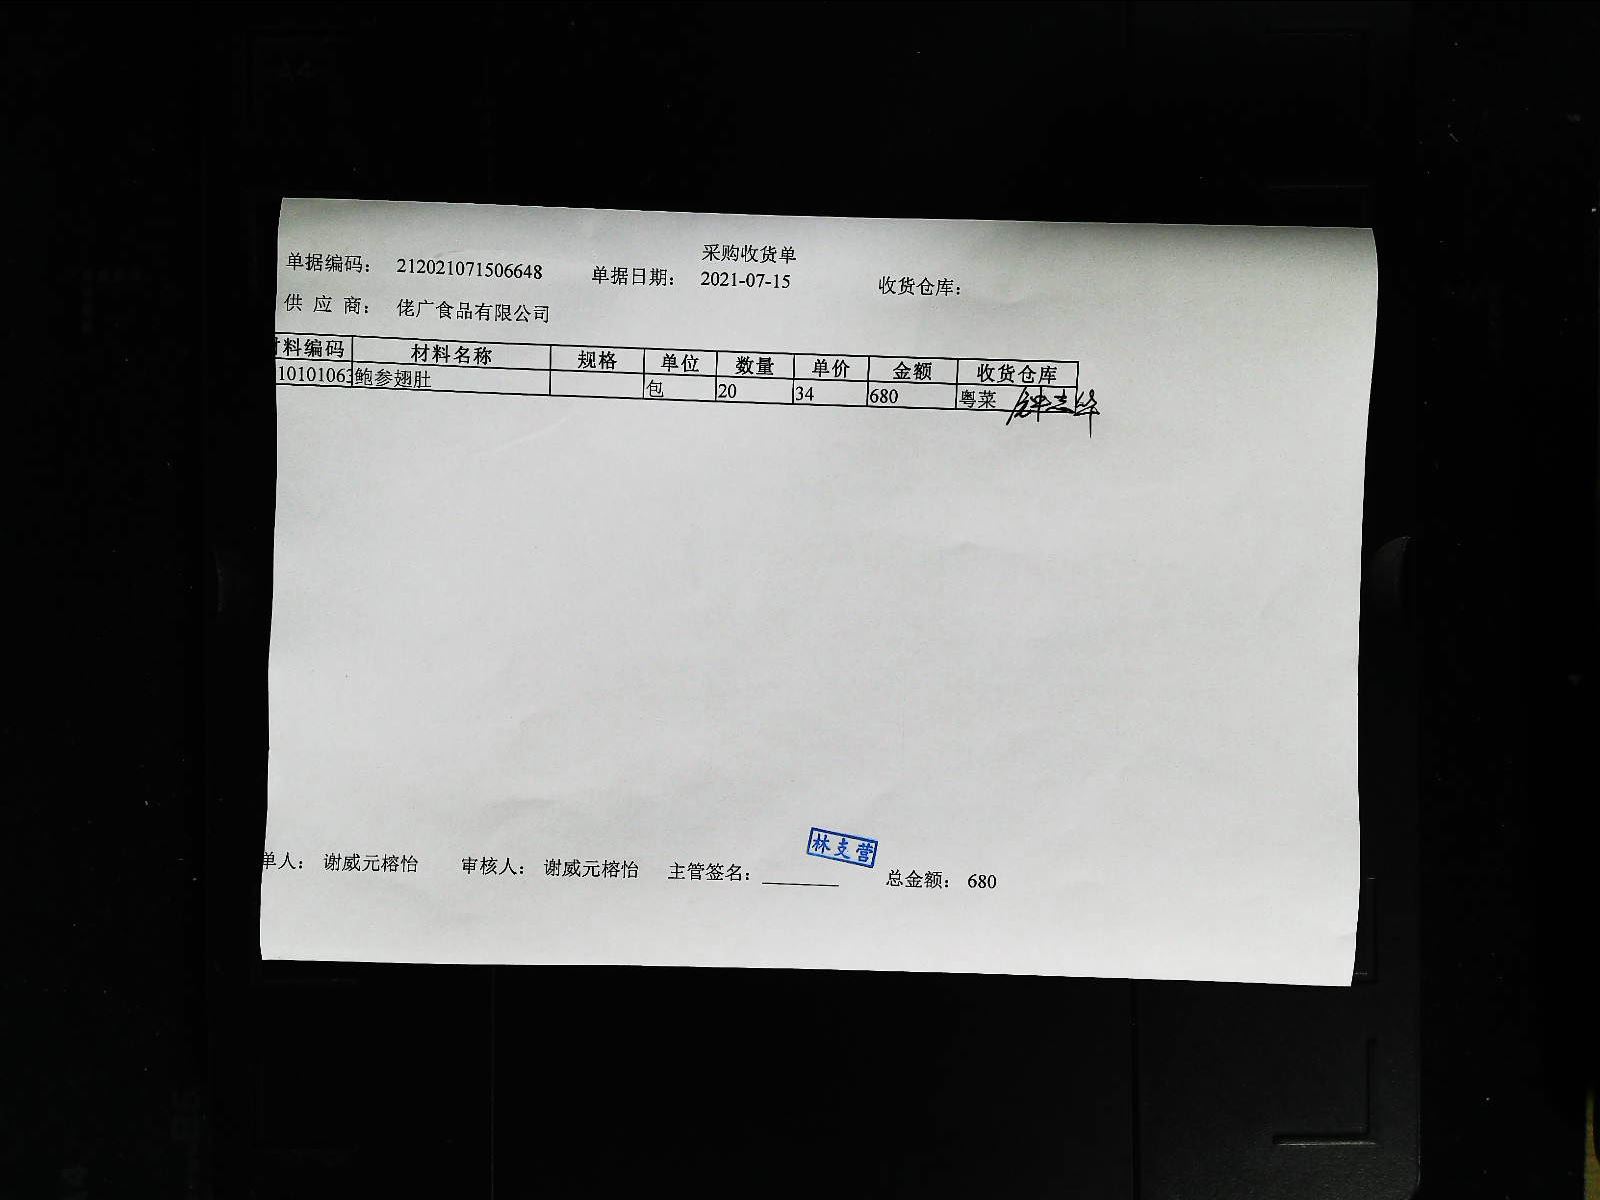 采购收货单
单据编码: 212021071506648 单据日期: 2021-07-15 收货仓库:
供 应 商: 佬广食品有限公司
材料编码 材料名称 规格 单位 数量 单价 金额 收货仓库
10101063 鲍参翅肚 包 20 34 680 粤菜 钟志华
林支营
单人: 谢威元榕怡 审核人: 谢威元榕怡 主管签名: 总金额: 680